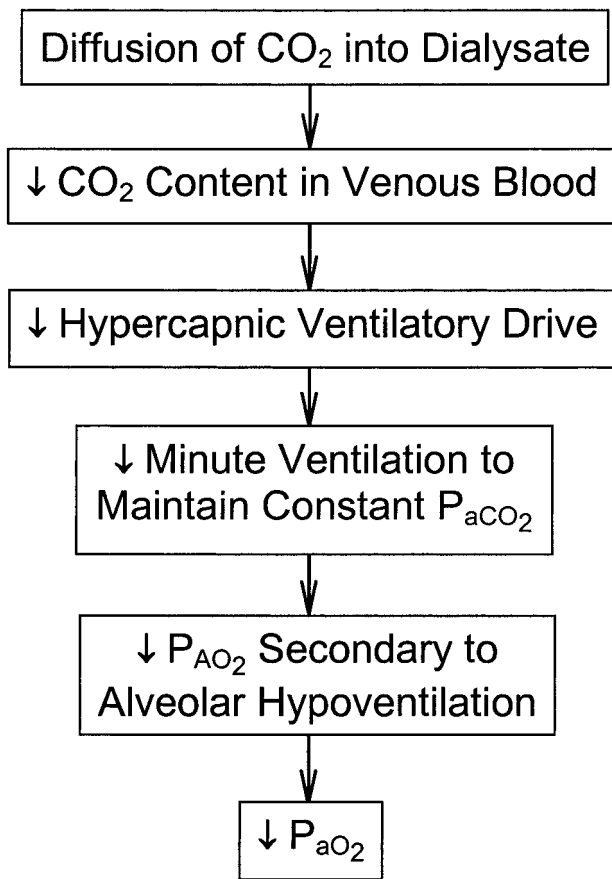 Diffusion of CO₂ into Dialysate
↓ CO₂ Content in Venous Blood
↓ Hypercapnic Ventilatory Drive
↓ Minute Ventilation to
Maintain Constant PaCO₂
↓ PAO₂ Secondary to
Alveolar Hypoventilation
↓ PaO₂